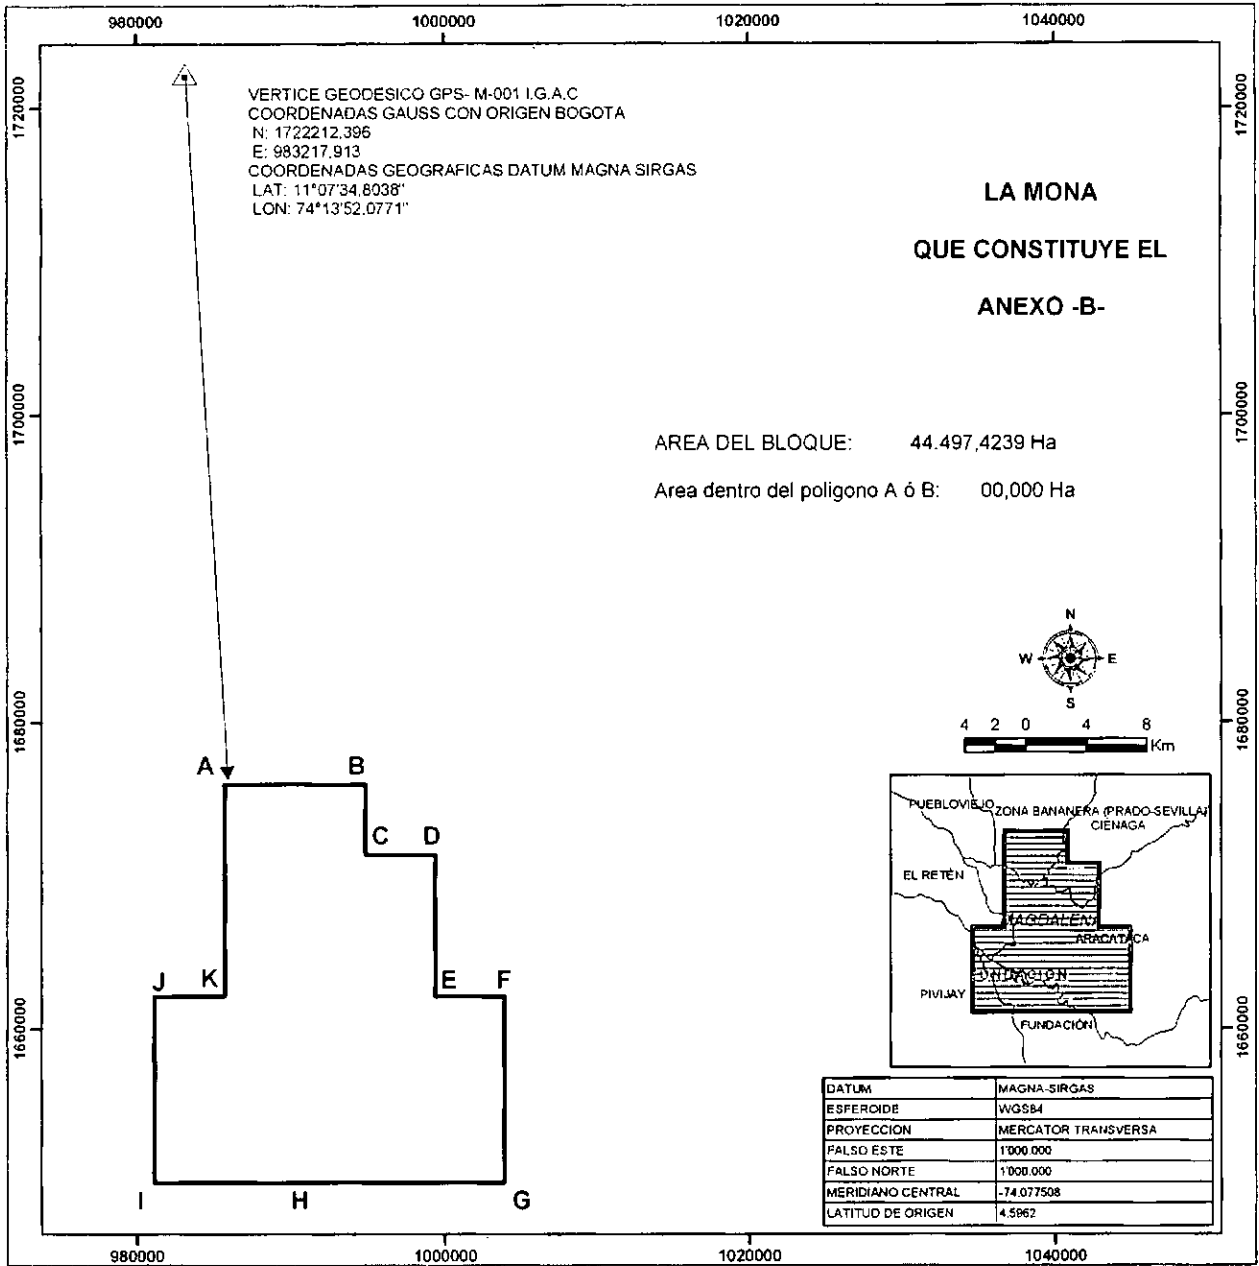 980000
1000000
1020000
1040000
1720000
1720000
VERTICE GEODESICO GPS- M-001 I.G.A.C
COORDENADAS GAUSS CON ORIGEN BOGOTA
N: 1722212,396
E: 983217,913
COORDENADAS GEOGRAFICAS DATUM MAGNA SIRGAS
LAT: 11°07'34,8038"
LON: 74°13'52,0771"
LA MONA
QUE CONSTITUYE EL
ANEXO -B-
1700000
1700000
AREA DEL BLOQUE: 44.497,4239 Ha
Area dentro del poligono A ó B: 00,000 Ha
N
W E
S
1680000
1680000
4 2 0 4 8
Km
A B
C D
J K E F
I H G
PUEBLOVIEJO
ZONA BANANERA (PRADO-SEVILLA)
CIÉNAGA
EL RETÉN
MAGDALENA
ARACATACA
FUNDACION
PIVIJAY
FUNDACIÓN
1660000
1660000
DATUM MAGNA-SIRGAS
ESFEROIDE WGS84
PROYECCION MERCATOR TRANSVERSA
FALSO ESTE 1'000.000
FALSO NORTE 1'000.000
MERIDIANO CENTRAL -74.077508
LATITUD DE ORIGEN 4.5962
980000
1000000
1020000
1040000